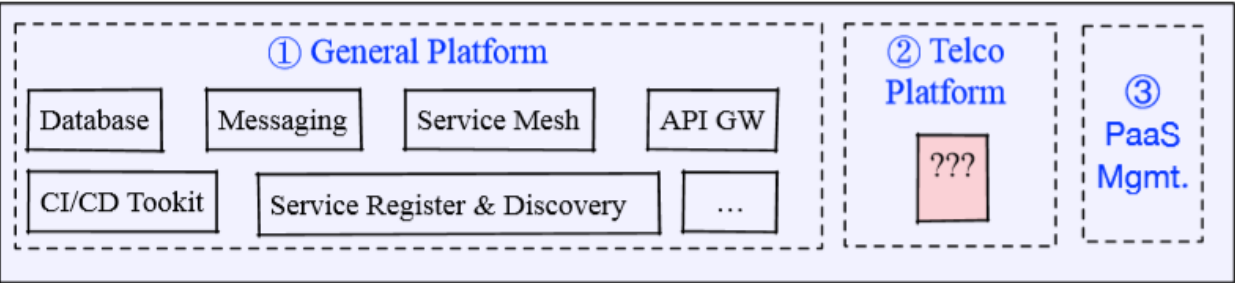 ① General Platform
Database
Messaging
Service Mesh
API GW
CI/CD Tookit
Service Register & Discovery
...
② Telco
Platform
???
③
PaaS
Mgmt.